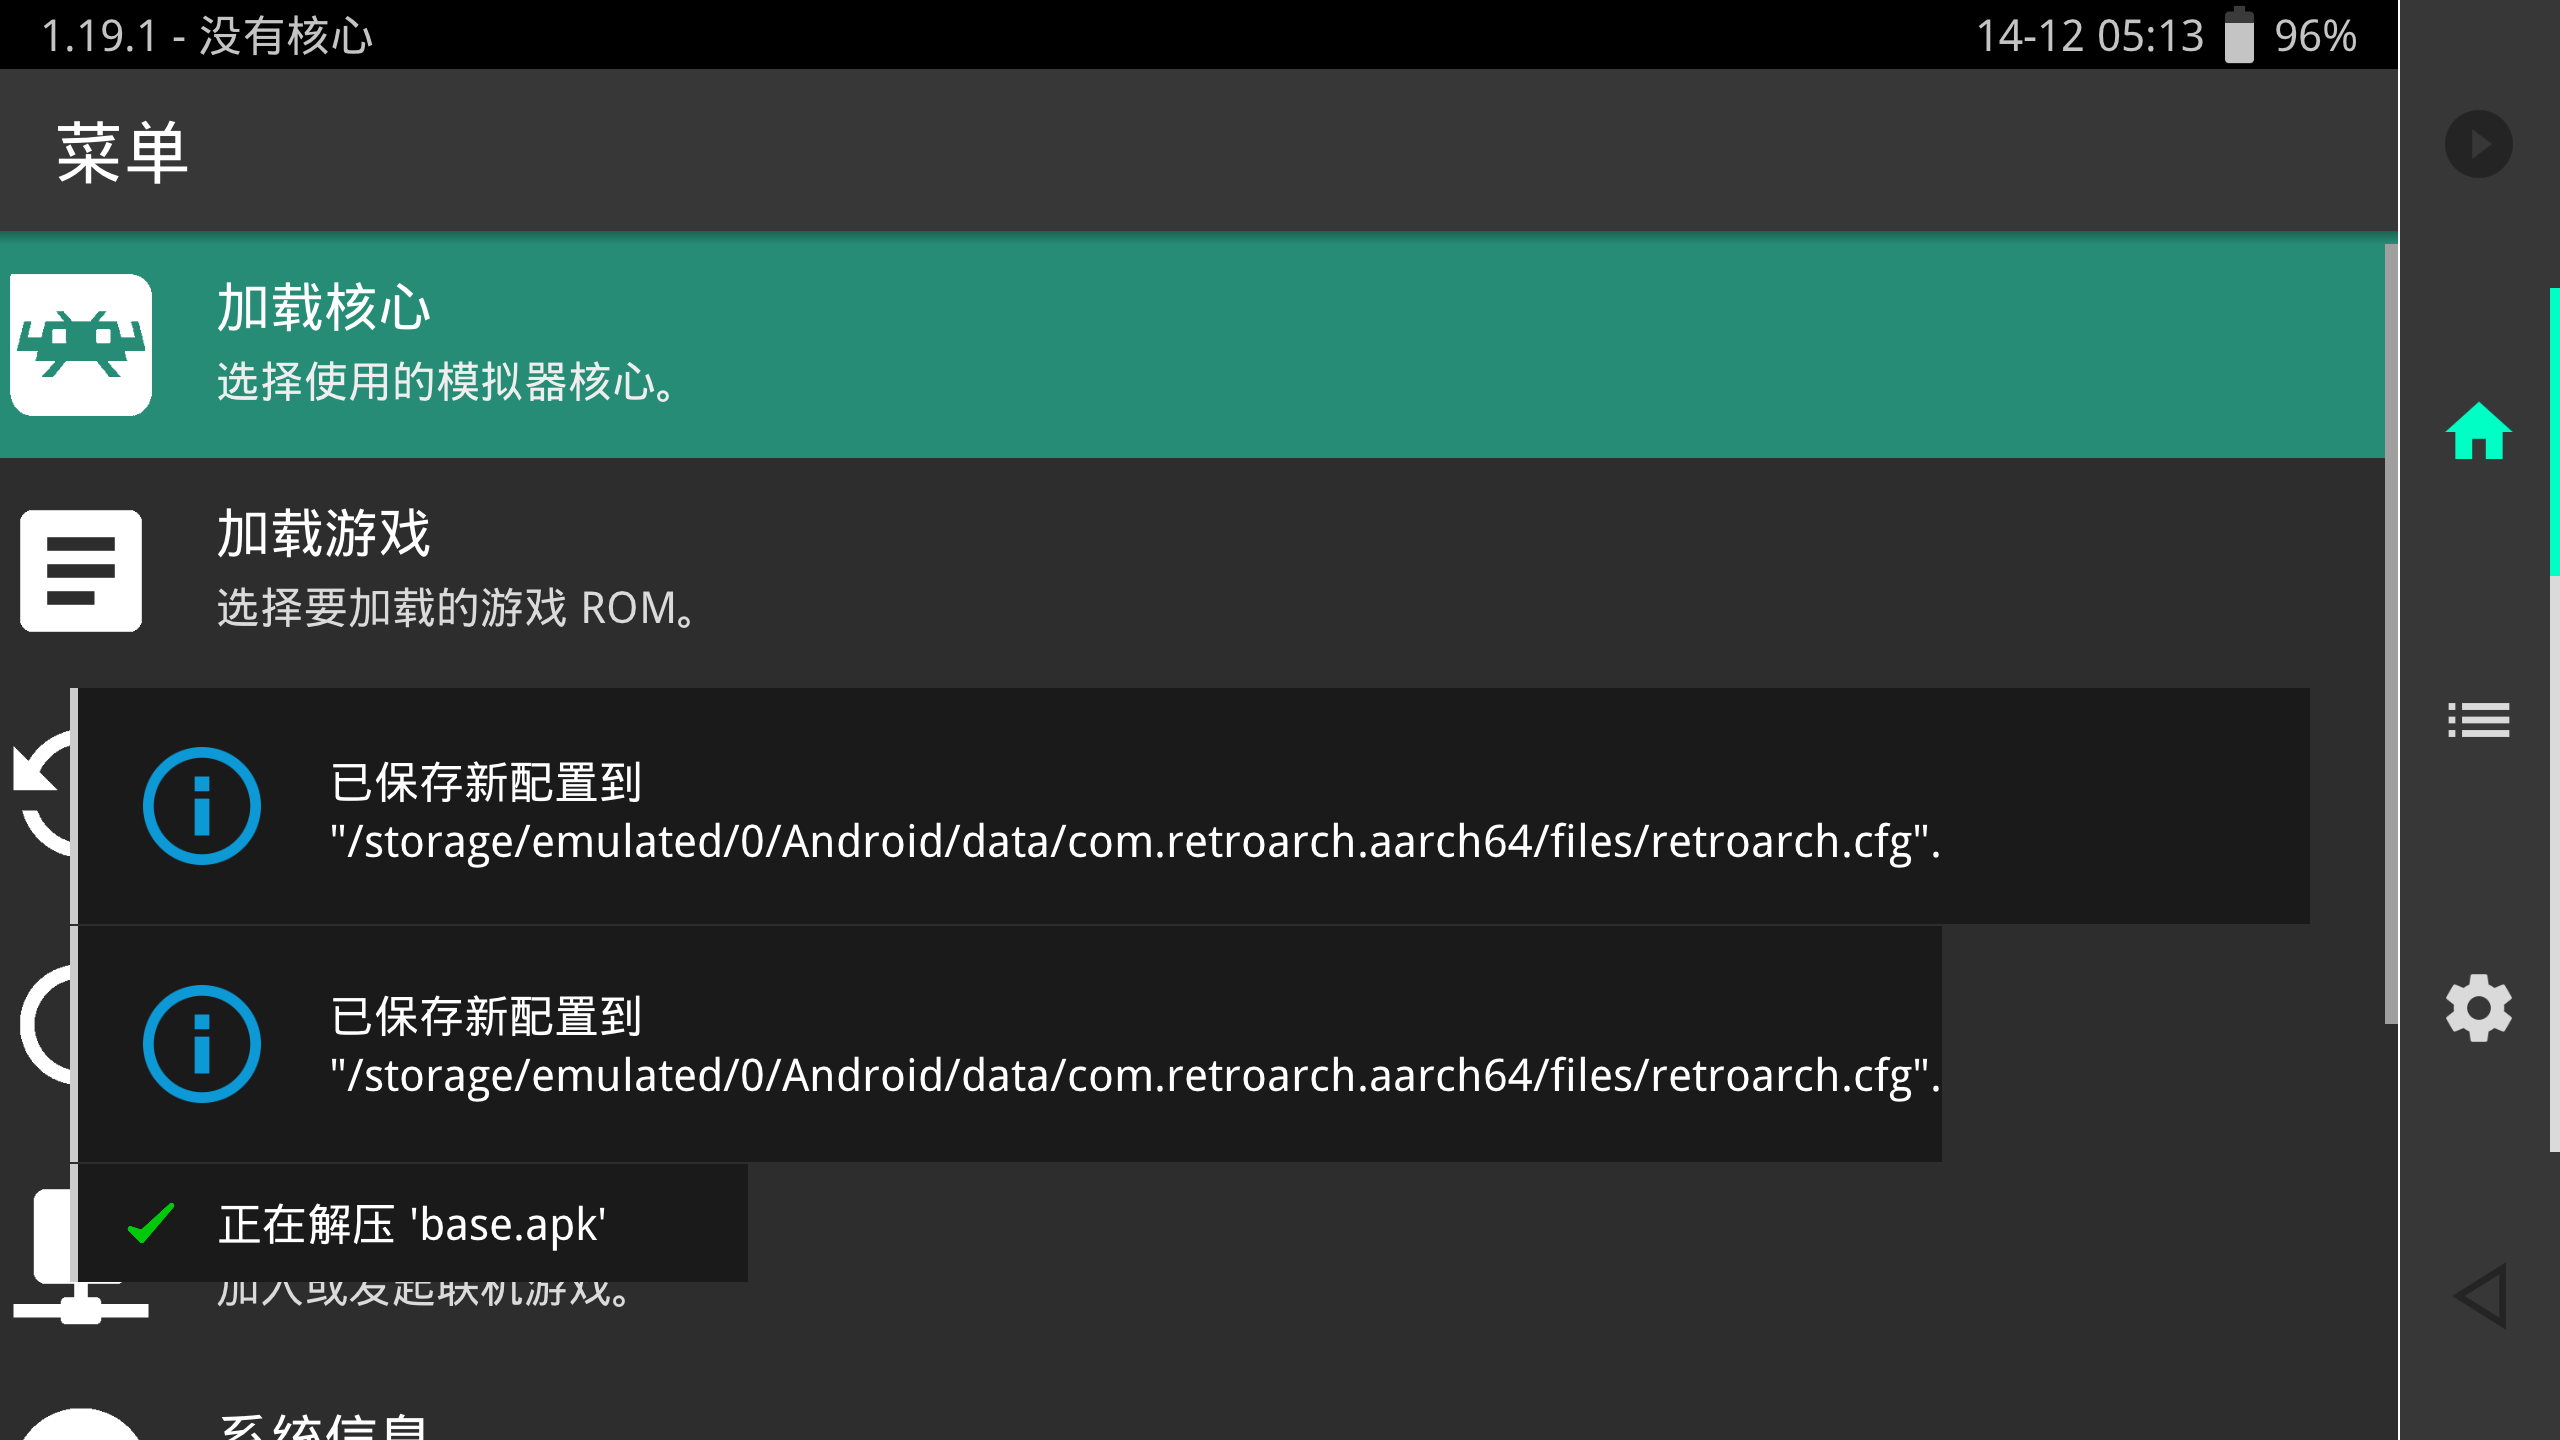 1.19.1 - 没有核心
14-12 05:13 96%
菜单
加载核心
选择使用的模拟器核心。
加载游戏
选择要加载的游戏 ROM。
已保存新配置到
"/storage/emulated/0/Android/data/com.retroarch.aarch64/files/retroarch.cfg".
已保存新配置到
"/storage/emulated/0/Android/data/com.retroarch.aarch64/files/retroarch.cfg".
正在解压 'base.apk'
加入或发起联机游戏。
系统信息